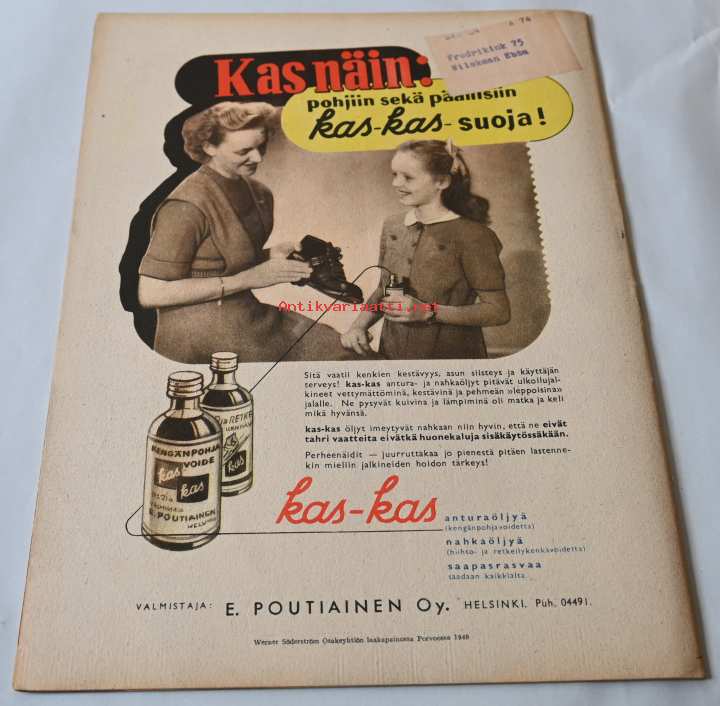 Fredrikink 75
Wilskman Ebba
Kas näin:
pohjiin sekä päällisiin
kas-kas-suoja!
Antikvariaatti.net
Sitä vaatii kenkien kestävyys, asun siisteys ja käyttäjän
terveys! kas-kas antura- ja nahkaöljyt pitävät ulkoilujal-
kineet vettymättöminä, kestävinä ja pehmeän »leppoisina»
jalalle. Ne pysyvät kuivina ja lämpiminä oli matka ja keli
mikä hyvänsä.
kas-kas öljyt imeytyvät nahkaan niin hyvin, että ne eivät
tahri vaatteita eivätkä huonekaluja sisäkäytössäkään.
Perheenäidit — juurruttakaa jo pienestä pitäen lastenne-
kin mieliin jalkineiden hoidon tärkeys!
KENGÄNPOHJA
VOIDE
kas
kas
E. POUTIAINEN
HELSINKI
JA RETKE
kas
kas-kas
anturaöljyä
(kengänpohjavoidetta)
nahkaöljyä
(hiihto- ja retkeilykenkävoidetta)
saapasrasvaa
saadaan kaikkialta
VALMISTAJA: E. POUTIAINEN Oy. HELSINKI. Puh. 04491.
Werner Söderström Osakeyhtiön laakapainossa Porvoossa 1948